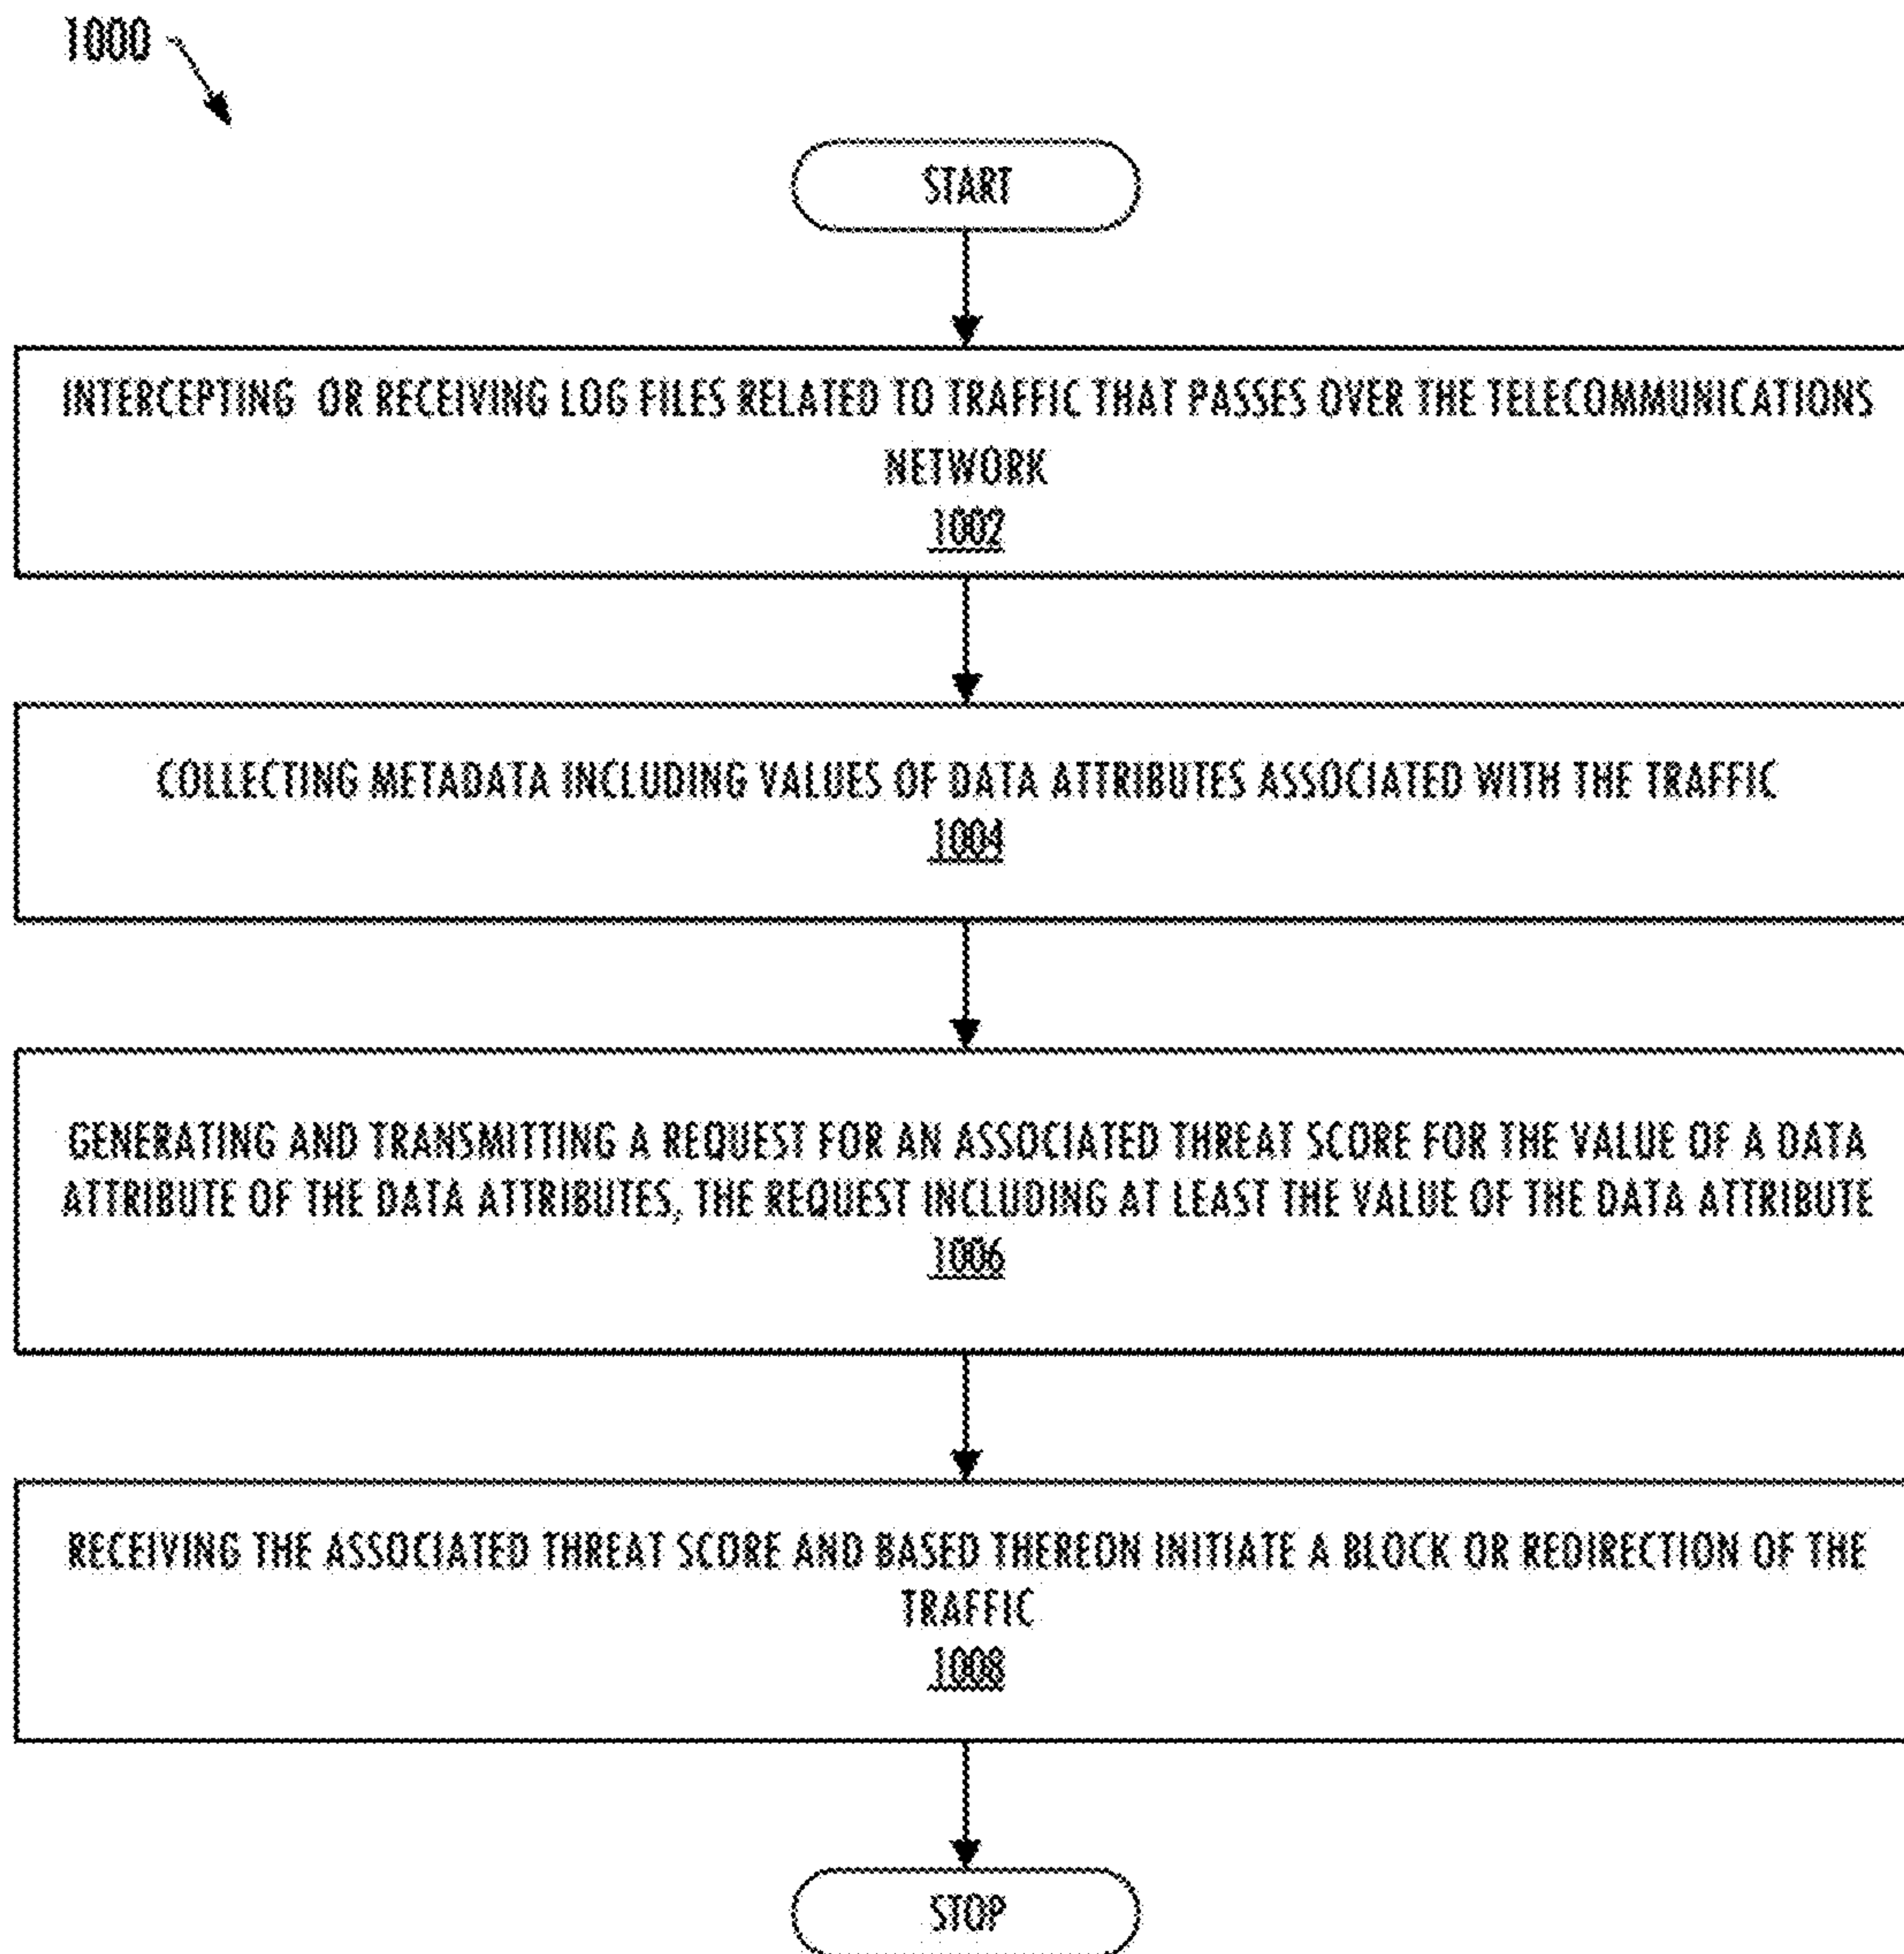 1000
START
INTERCEPTING OR RECEIVING LOG FILES RELATED TO TRAFFIC THAT PASSES OVER THE TELECOMMUNICATIONS
NETWORK
1002
COLLECTING METADATA INCLUDING VALUES OF DATA ATTRIBUTES ASSOCIATED WITH THE TRAFFIC
1004
GENERATING AND TRANSMITTING A REQUEST FOR AN ASSOCIATED THREAT SCORE FOR THE VALUE OF A DATA
ATTRIBUTE OF THE DATA ATTRIBUTES, THE REQUEST INCLUDING AT LEAST THE VALUE OF THE DATA ATTRIBUTE
1006
RECEIVING THE ASSOCIATED THREAT SCORE AND BASED THEREON INITIATE A BLOCK OR REDIRECTION OF THE
TRAFFIC
1008
STOP